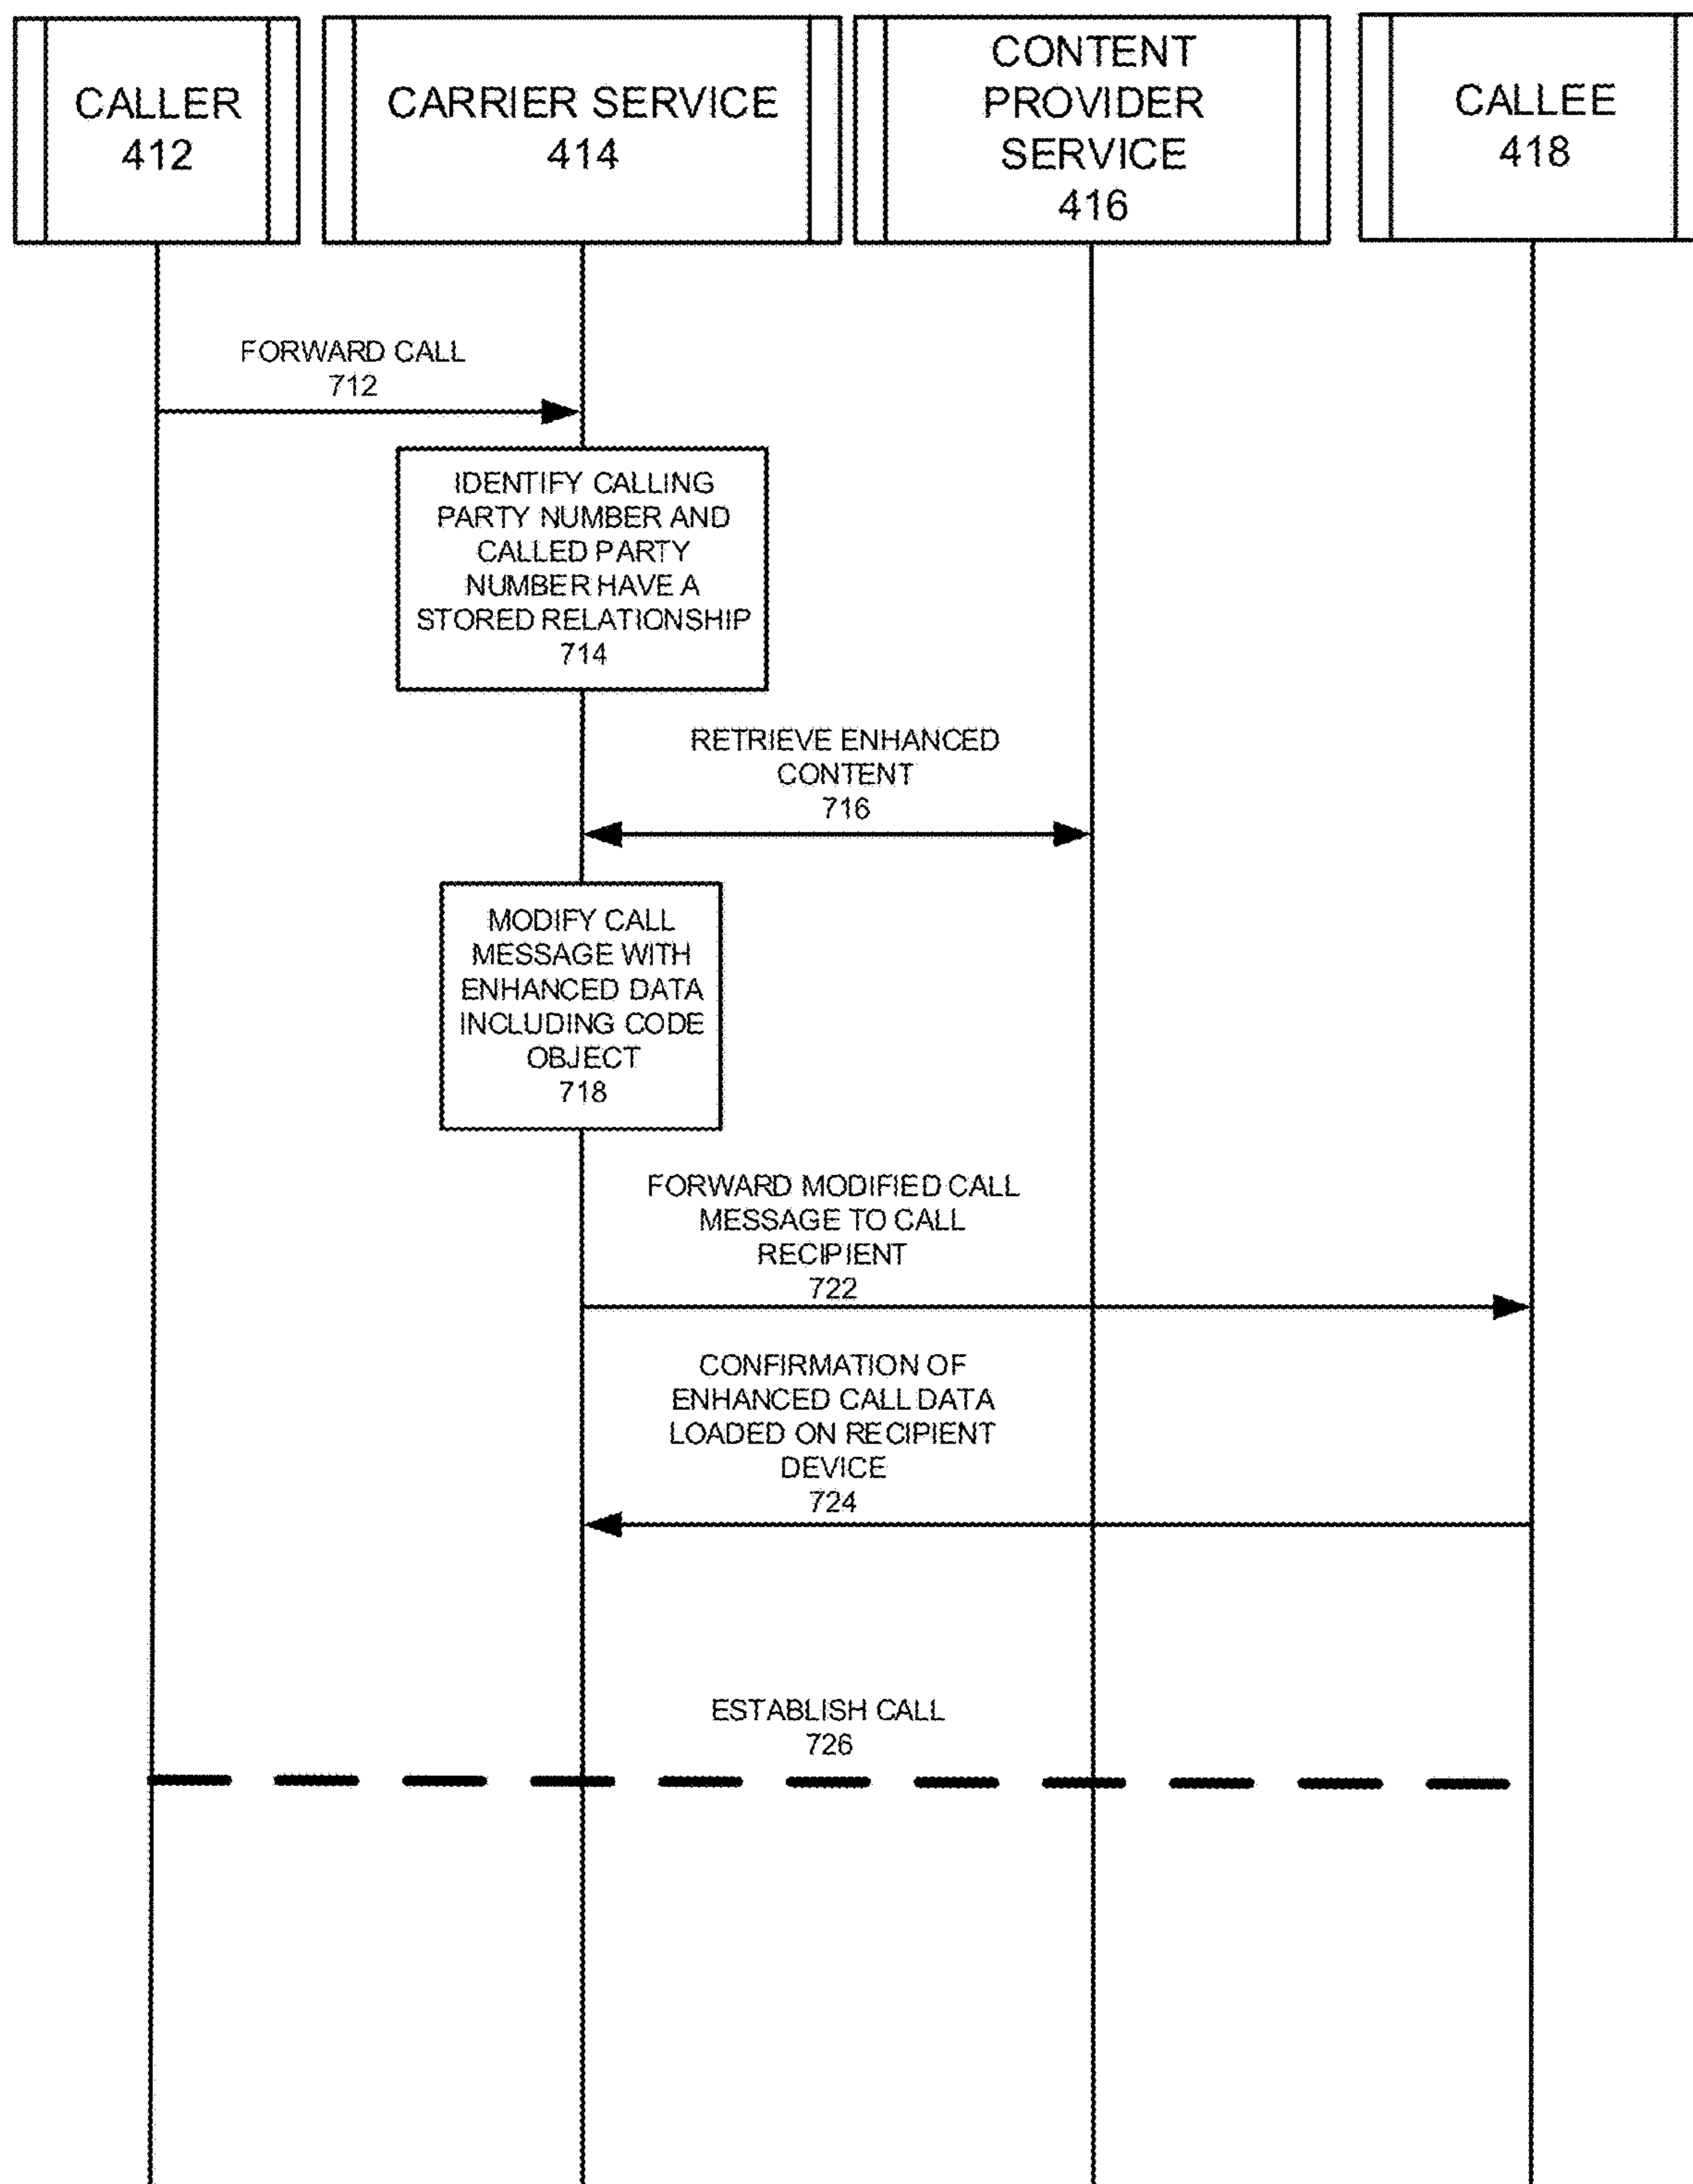 CALLER
412
CARRIER SERVICE
414
CONTENT
PROVIDER
SERVICE
416
CALLEE
418
FORWARD CALL
712
IDENTIFY CALLING
PARTY NUMBER AND
CALLED PARTY
NUMBER HAVE A
STORED RELATIONSHIP
714
RETRIEVE ENHANCED
CONTENT
716
MODIFY CALL
MESSAGE WITH
ENHANCED DATA
INCLUDING CODE
OBJECT
718
FORWARD MODIFIED CALL
MESSAGE TO CALL
RECIPIENT
722
CONFIRMATION OF
ENHANCED CALL DATA
LOADED ON RECIPIENT
DEVICE
724
ESTABLISH CALL
726